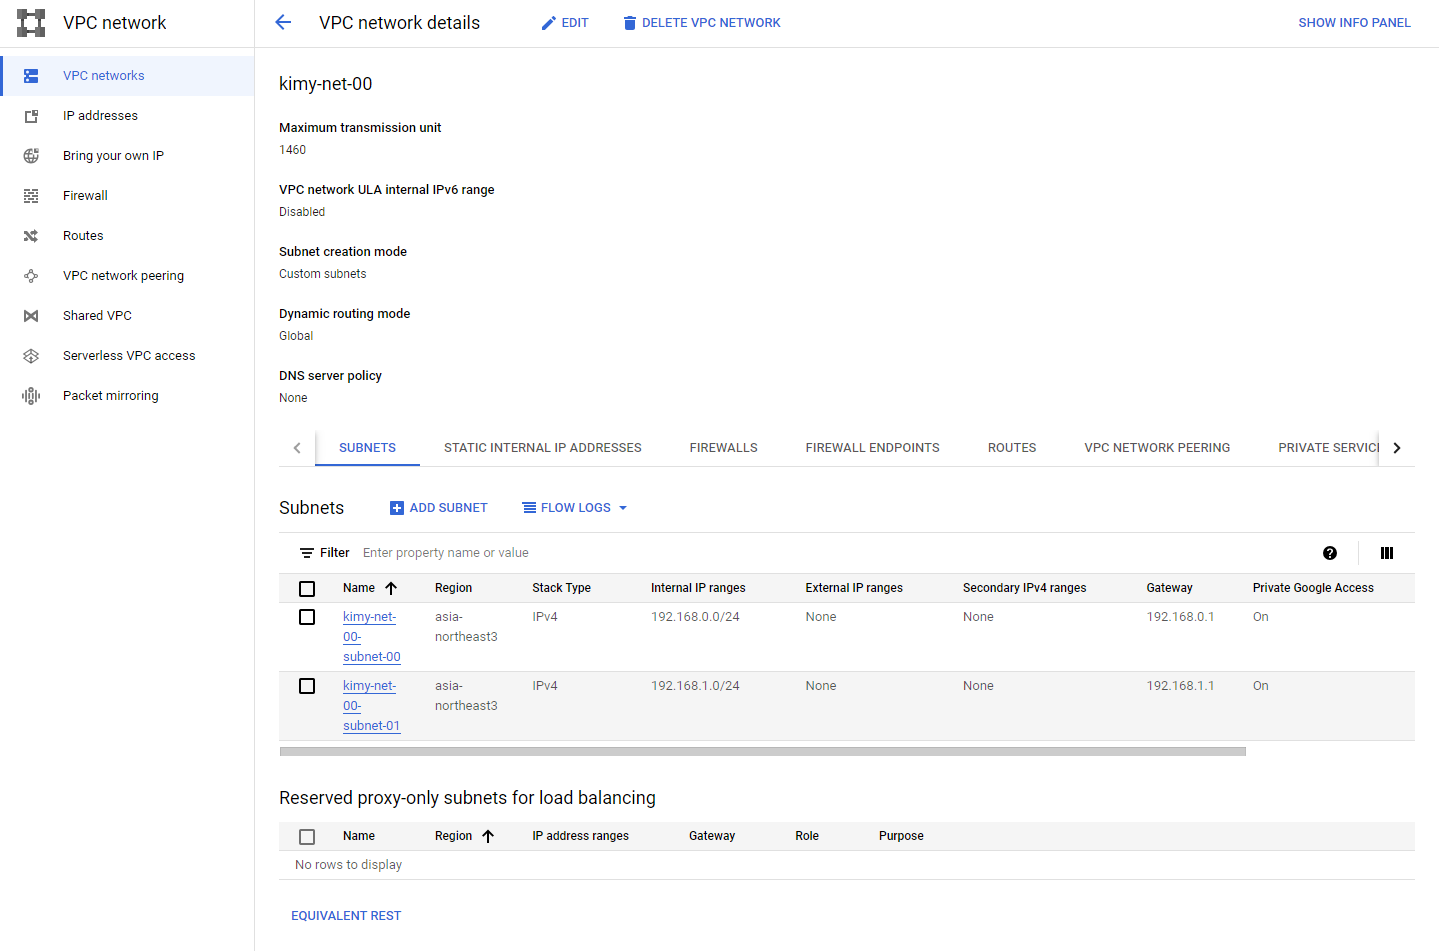 VPC network
VPC network details
EDIT
DELETE VPC NETWORK
SHOW INFO PANEL
VPC networks
IP addresses
Bring your own IP
Firewall
Routes
VPC network peering
Shared VPC
Serverless VPC access
Packet mirroring
kimy-net-00
Maximum transmission unit
1460
VPC network ULA internal IPv6 range
Disabled
Subnet creation mode
Custom subnets
Dynamic routing mode
Global
DNS server policy
None
SUBNETS STATIC INTERNAL IP ADDRESSES FIREWALLS FIREWALL ENDPOINTS ROUTES VPC NETWORK PEERING PRIVATE SERVIC
Subnets ADD SUBNET FLOW LOGS
Filter Enter property name or value
Name Region Stack Type Internal IP ranges External IP ranges Secondary IPv4 ranges Gateway Private Google Access
kimy-net- asia- IPv4 192.168.0.0/24 None None 192.168.0.1 On
00- northeast3
subnet-00
kimy-net- asia- IPv4 192.168.1.0/24 None None 192.168.1.1 On
00- northeast3
subnet-01
Reserved proxy-only subnets for load balancing
Name Region IP address ranges Gateway Role Purpose
No rows to display
EQUIVALENT REST